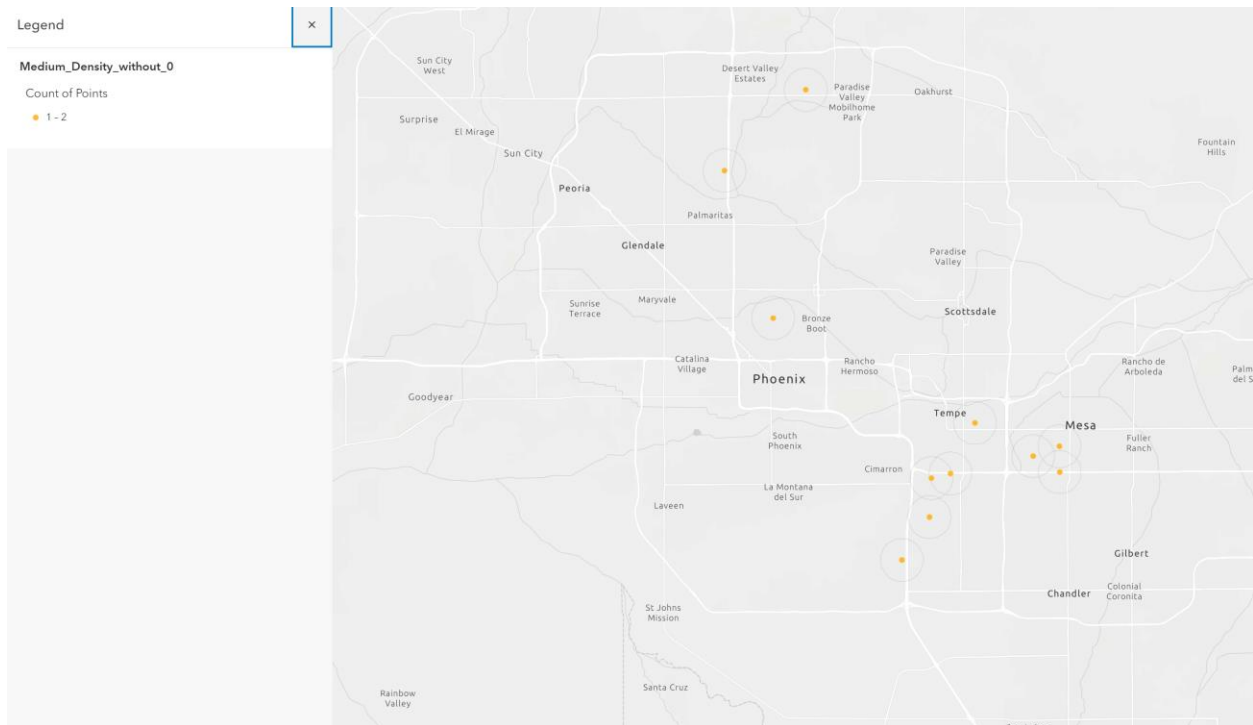 Legend
×
Medium_Density_without_0
Count of Points
1 – 2
Sun City
West
Desert Valley
Estates
Paradise
Valley
Mobilhome
Park
Oakhurst
Surprise
El Mirage
Sun City
Fountain
Hills
Peoria
Palmaritas
Glendale
Paradise
Valley
Sunrise
Terrace
Maryvale
Bronze
Boot
Scottsdale
Catalina
Village
Phoenix
Rancho
Hermoso
Rancho de
Arboleda
Palm
del S
Goodyear
Tempe
Mesa
South
Phoenix
Fuller
Ranch
Cimarron
La Montana
del Sur
Laveen
Gilbert
Chandler
Colonial
Coronita
St Johns
Mission
Santa Cruz
Rainbow
Valley